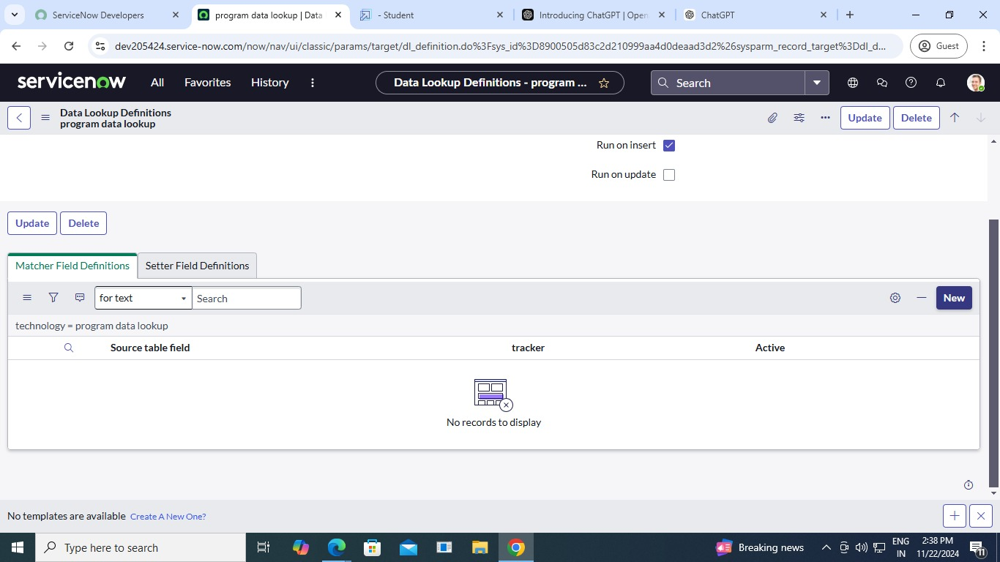 ServiceNow Developers
program data lookup | Data
- Student
Introducing ChatGPT | Open
ChatGPT
dev205424.service-now.com/now/nav/ui/classic/params/target/dl_definition.do%3Fsys_id%3D8900505d83c2d210999aa4d0deaad3d2%26sysparm_record_target%3Ddl_d...
Guest
servicenow
All
Favorites
History
Data Lookup Definitions - program ...
Search
Data Lookup Definitions
program data lookup
Update
Delete
Run on insert
Run on update
Update
Delete
Matcher Field Definitions
Setter Field Definitions
for text
Search
New
technology = program data lookup
Source table field
tracker
Active
No records to display
No templates are available Create A New One?
Type here to search
Breaking news
ENG
IN
2:38 PM
11/22/2024
11